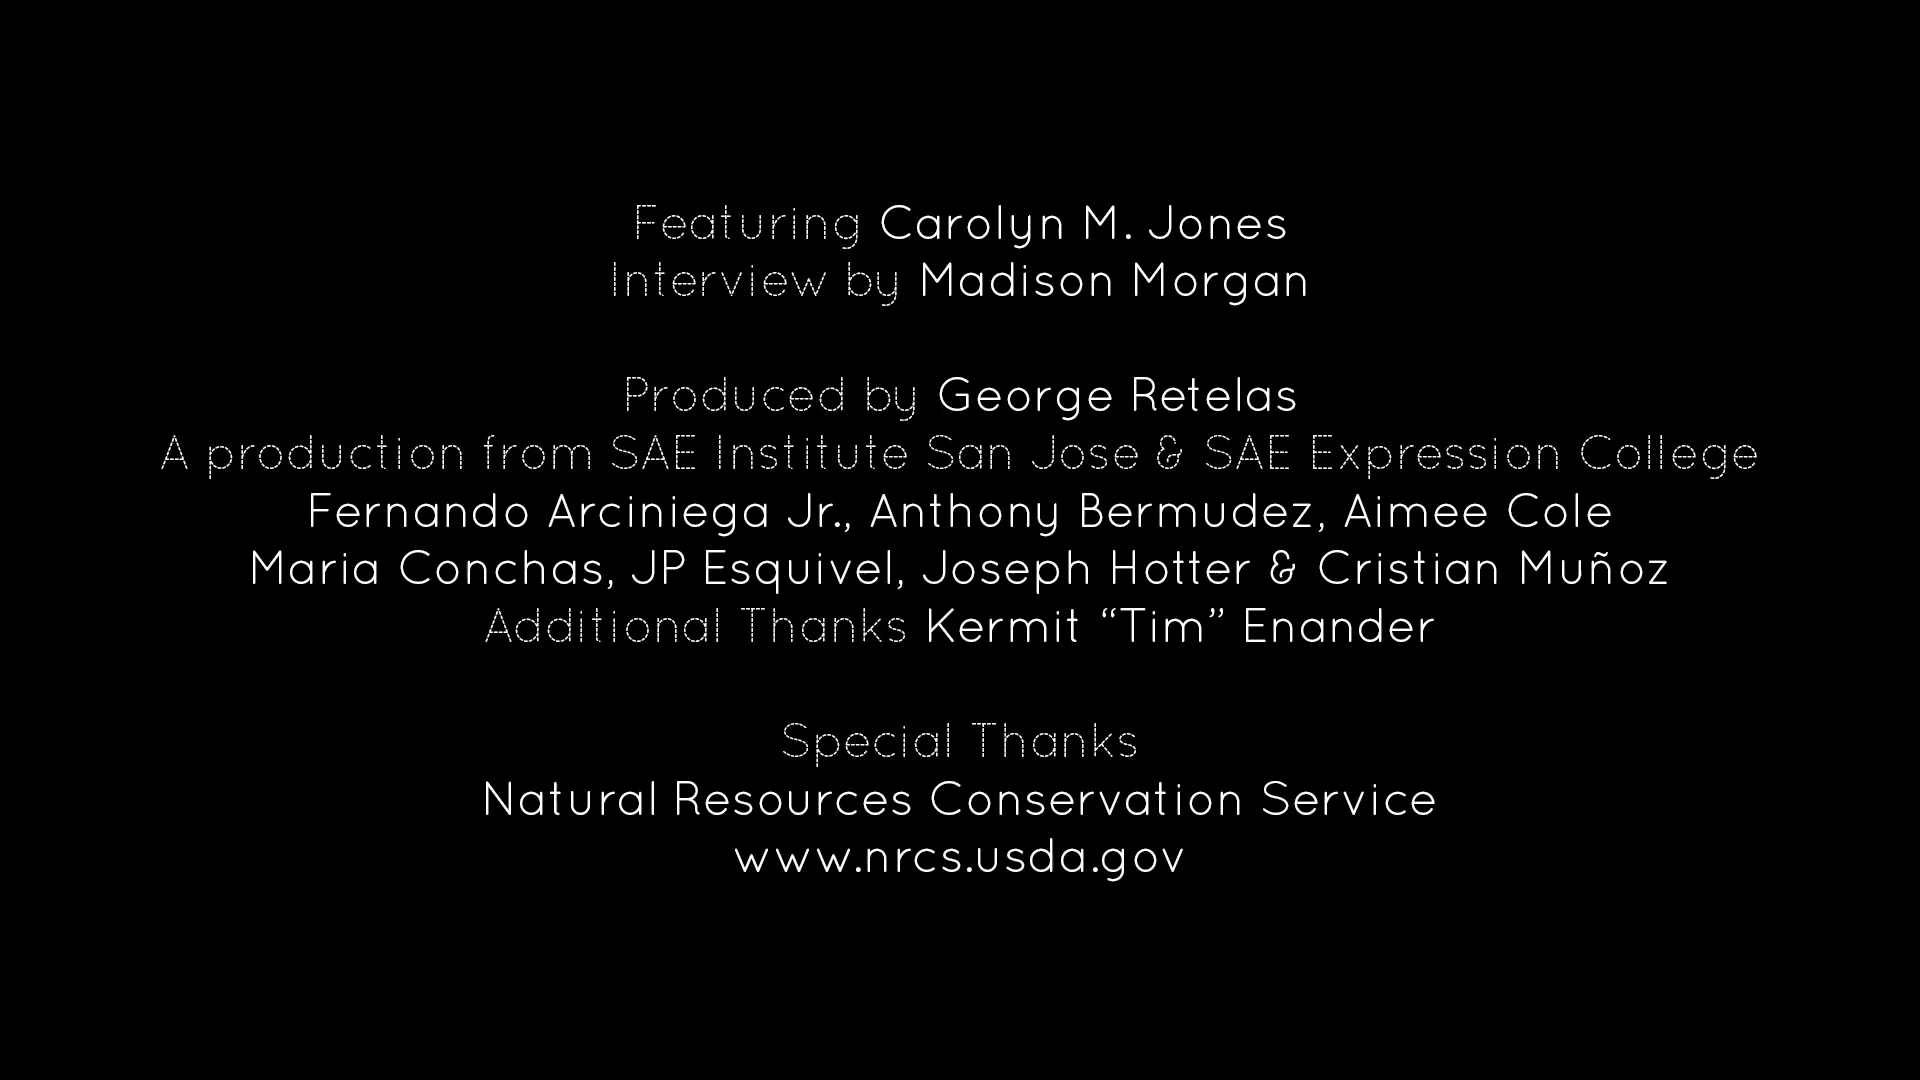 Featuring Carolyn M. Jones
Interview by Madison Morgan
Produced by George Retelas
A production from SAE Institute San Jose & SAE Expression College
Fernando Arciniega Jr., Anthony Bermudez, Aimee Cole
Maria Conchas, JP Esquivel, Joseph Hotter & Cristian Muñoz
Additional Thanks Kermit “Tim” Enander
Special Thanks
Natural Resources Conservation Service
www.nrcs.usda.gov